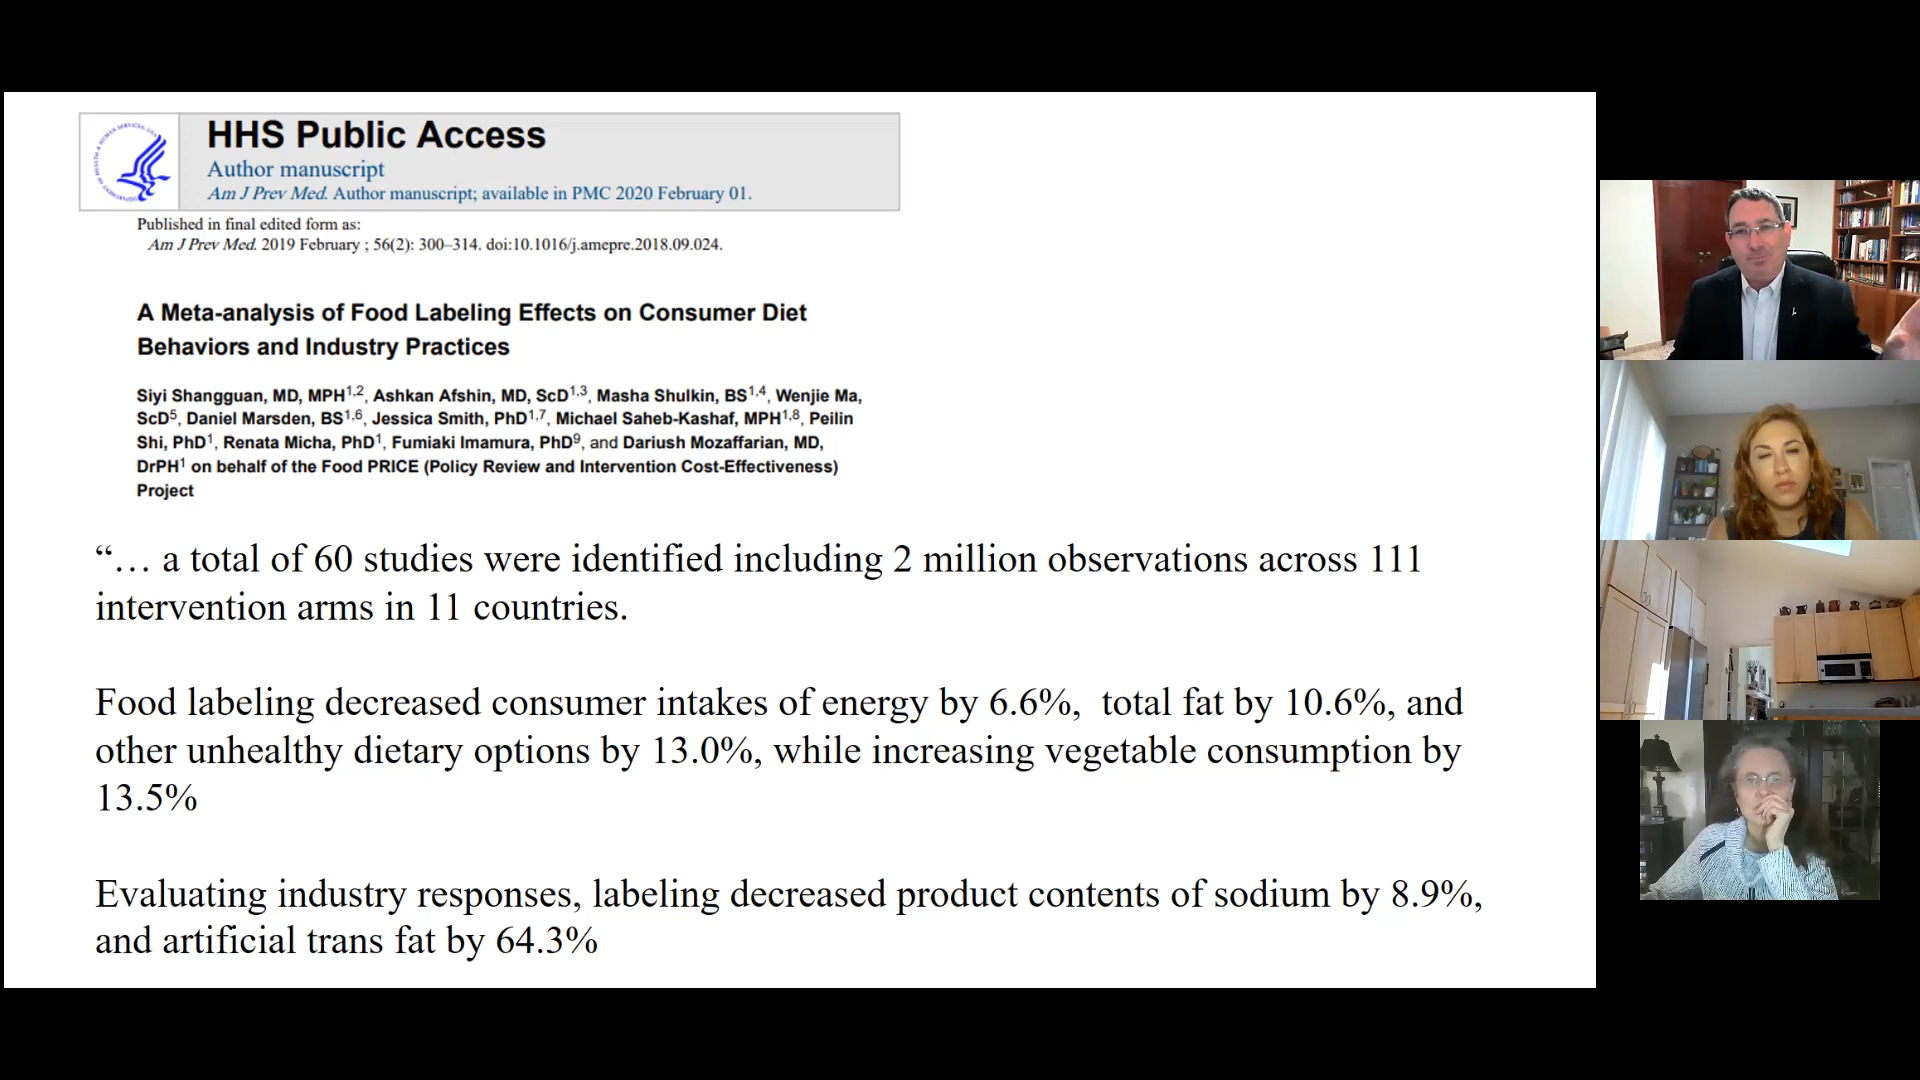 HHS Public Access
Author manuscript
Am J Prev Med. Author manuscript; available in PMC 2020 February 01.
Published in final edited form as:
Am J Prev Med. 2019 February ; 56(2): 300–314. doi:10.1016/j.amepre.2018.09.024.
A Meta-analysis of Food Labeling Effects on Consumer Diet
Behaviors and Industry Practices
Siyi Shangguan, MD, MPH1,2, Ashkan Afshin, MD, ScD1,3, Masha Shulkin, BS1,4, Wenjie Ma,
ScD5, Daniel Marsden, BS1,6, Jessica Smith, PhD1,7, Michael Saheb-Kashaf, MPH1,8, Peilin
Shi, PhD1, Renata Micha, PhD1, Fumiaki Imamura, PhD9, and Dariush Mozaffarian, MD,
DrPH1 on behalf of the Food PRICE (Policy Review and Intervention Cost-Effectiveness)
Project
“… a total of 60 studies were identified including 2 million observations across 111
intervention arms in 11 countries.
Food labeling decreased consumer intakes of energy by 6.6%,  total fat by 10.6%, and
other unhealthy dietary options by 13.0%, while increasing vegetable consumption by
13.5%
Evaluating industry responses, labeling decreased product contents of sodium by 8.9%,
and artificial trans fat by 64.3%